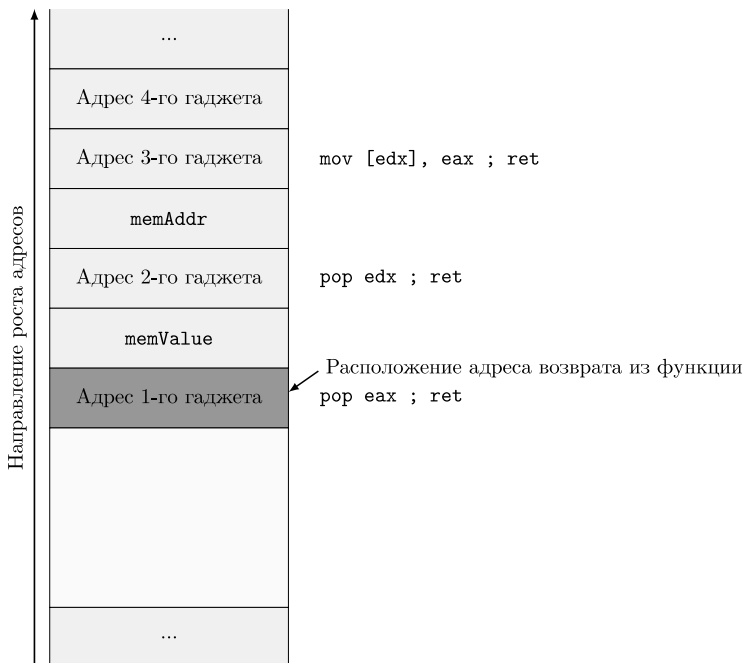 ...
Адрес 4-го гаджета
Адрес 3-го гаджета
mov [edx], eax ; ret
memAddr
Адрес 2-го гаджета
pop edx ; ret
memValue
Расположение адреса возврата из функции
Адрес 1-го гаджета
pop eax ; ret
...
Направление роста адресов